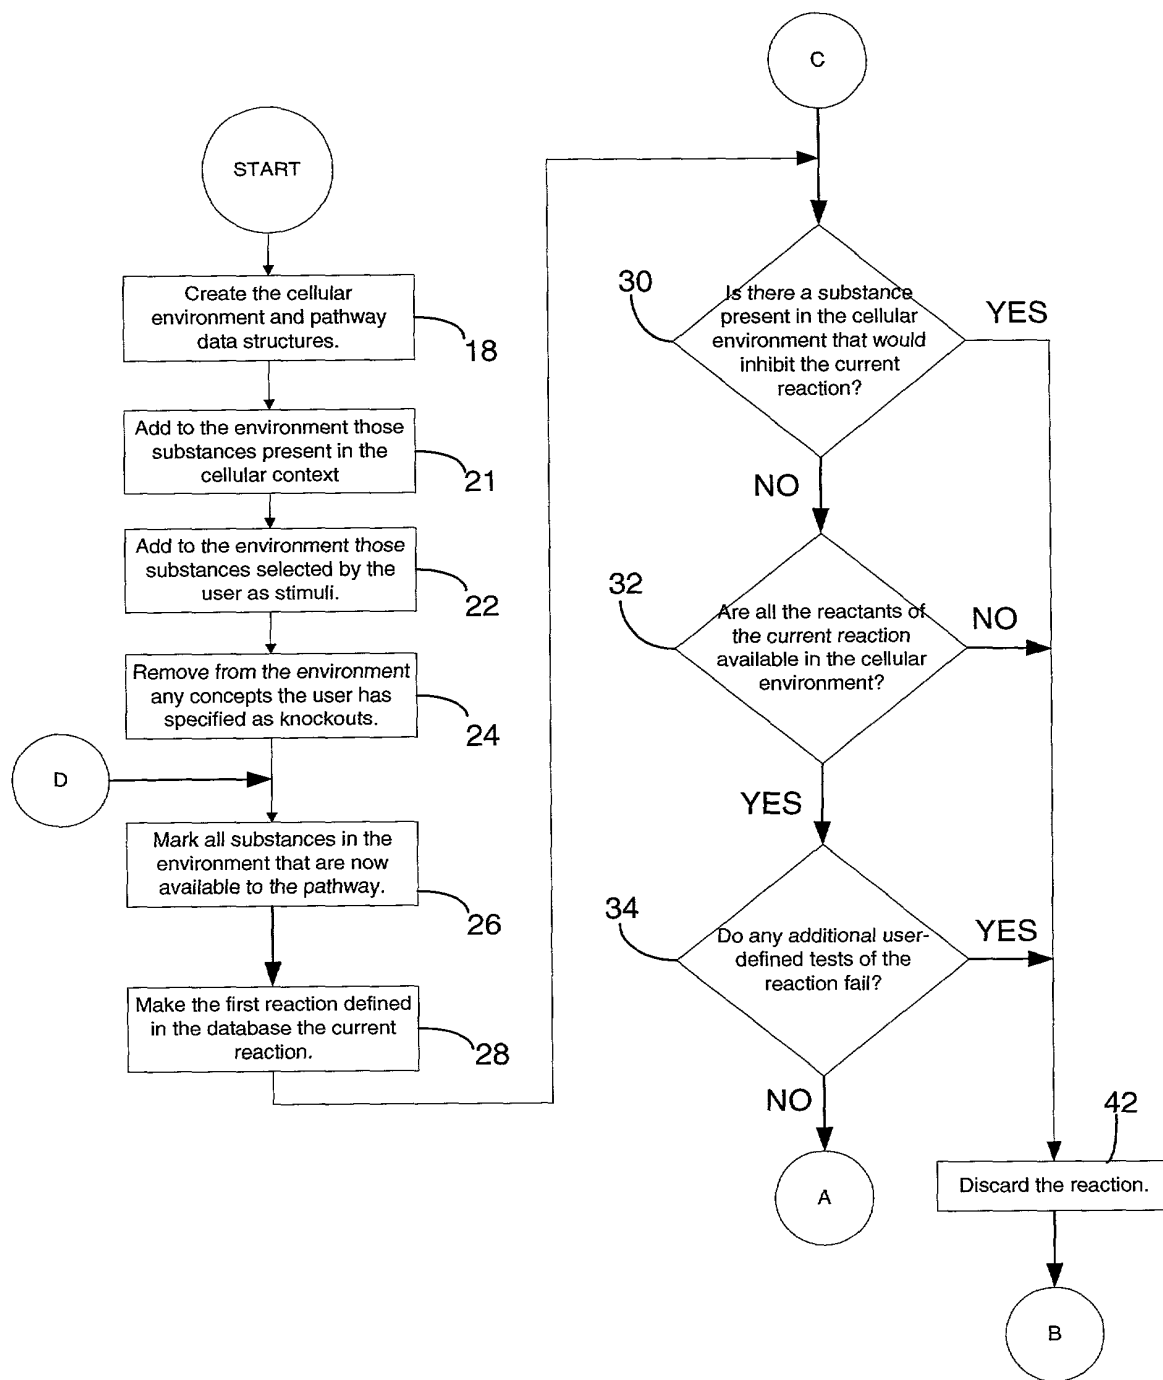 START
Create the cellular
environment and pathway
data structures.
18
Add to the environment those
substances present in the
cellular context
21
Add to the environment those
substances selected by the
user as stimuli.
22
Remove from the environment
any concepts the user has
specified as knockouts.
24
D
Mark all substances in the
environment that are now
available to the pathway.
26
Make the first reaction defined
in the database the current
reaction.
28
C
30
Is there a substance
present in the cellular
environment that would
inhibit the current
reaction?
YES
NO
32
Are all the reactants of
the current reaction
available in the cellular
environment?
NO
YES
34
Do any additional user-
defined tests of the
reaction fail?
YES
NO
A
42
Discard the reaction.
B